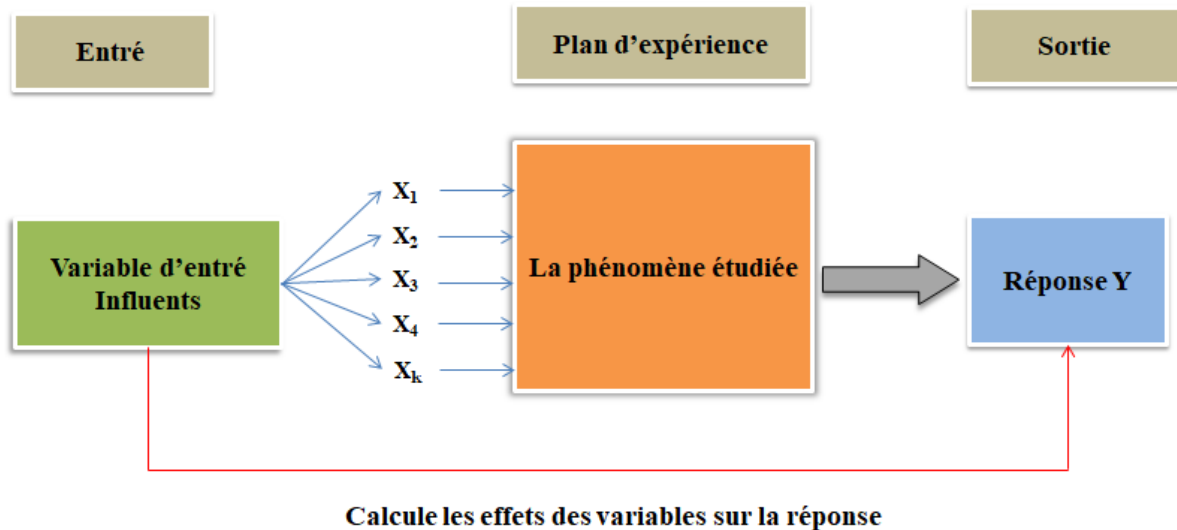 Entré
Plan d’expérience
Sortie
Variable d’entré
Influents
X1
X2
X3
X4
Xk
La phénomène étudiée
Réponse Y
Calcule les effets des variables sur la réponse